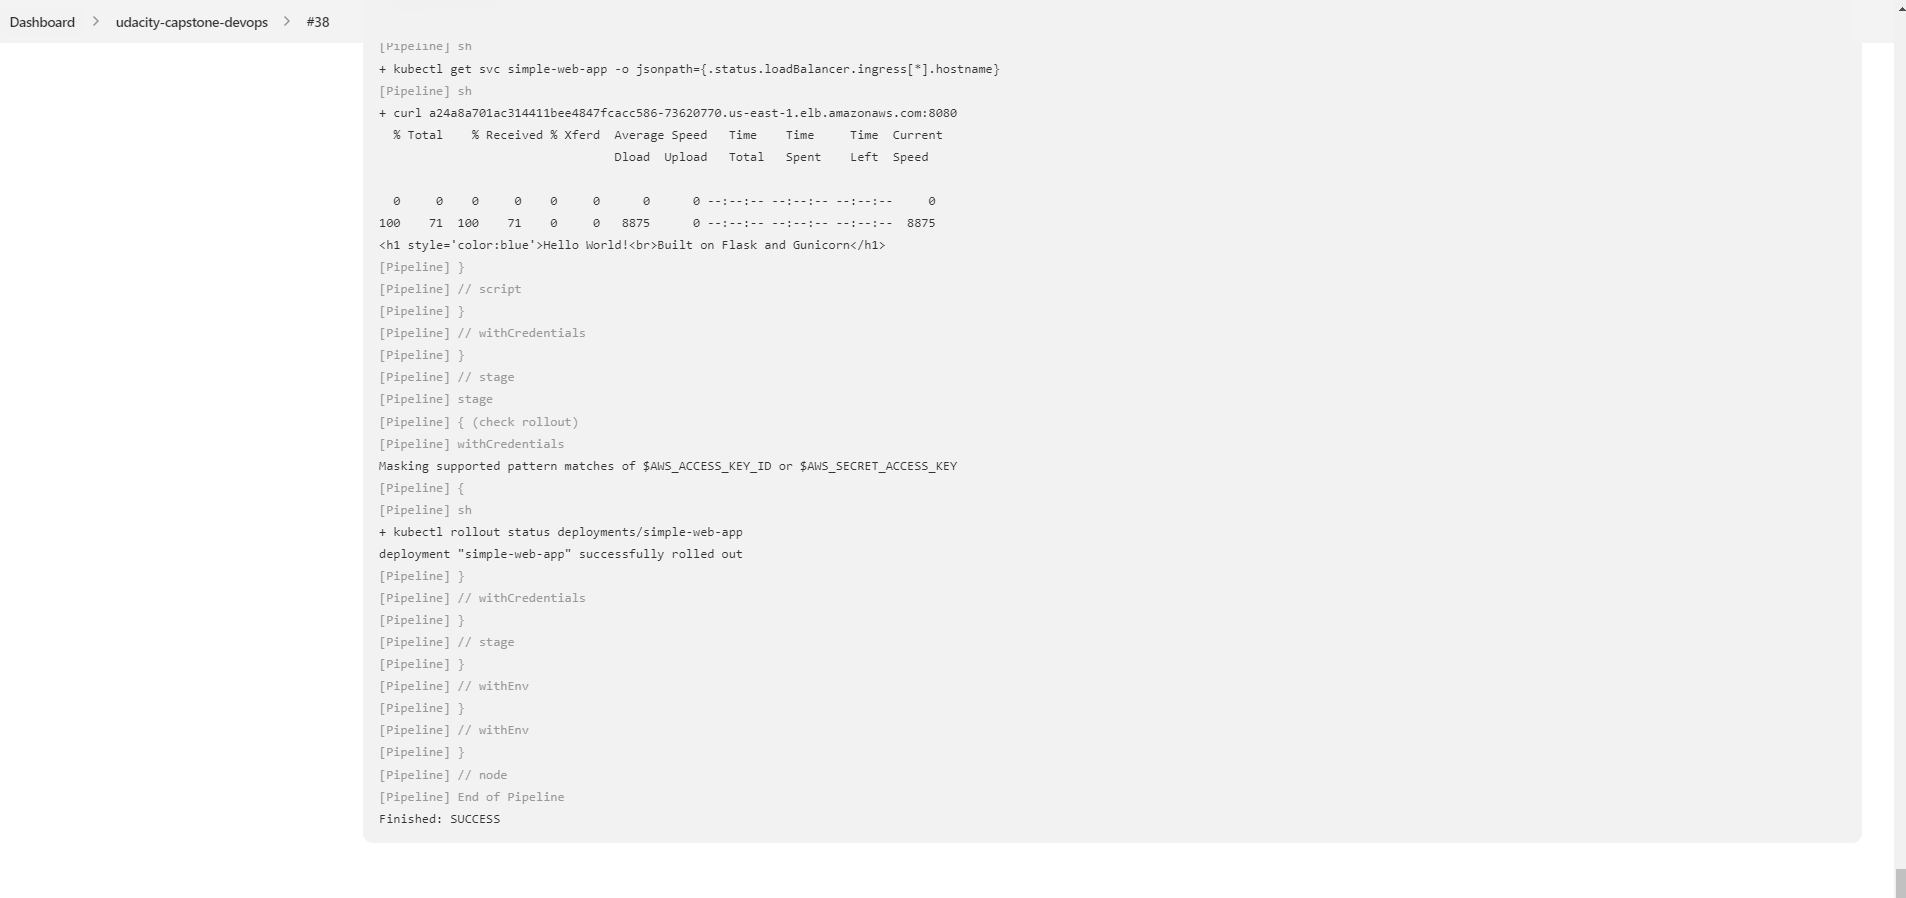 Dashboard > udacity-capstone-devops > #38
[Pipeline] sh
+ kubectl get svc simple-web-app -o jsonpath={.status.loadBalancer.ingress[*].hostname}
[Pipeline] sh
+ curl a24a8a701ac314411bee4847fcacc586-73620770.us-east-1.elb.amazonaws.com:8080
  % Total    % Received % Xferd  Average Speed   Time    Time     Time  Current
                                 Dload  Upload   Total   Spent    Left  Speed
  0     0    0     0    0     0      0      0 --:--:-- --:--:-- --:--:--     0
100    71  100    71    0     0   8875      0 --:--:-- --:--:-- --:--:--  8875
<h1 style='color:blue'>Hello World!<br>Built on Flask and Gunicorn</h1>
[Pipeline] }
[Pipeline] // script
[Pipeline] }
[Pipeline] // withCredentials
[Pipeline] }
[Pipeline] // stage
[Pipeline] stage
[Pipeline] { (check rollout)
[Pipeline] withCredentials
Masking supported pattern matches of $AWS_ACCESS_KEY_ID or $AWS_SECRET_ACCESS_KEY
[Pipeline] {
[Pipeline] sh
+ kubectl rollout status deployments/simple-web-app
deployment "simple-web-app" successfully rolled out
[Pipeline] }
[Pipeline] // withCredentials
[Pipeline] }
[Pipeline] // stage
[Pipeline] }
[Pipeline] // withEnv
[Pipeline] }
[Pipeline] // withEnv
[Pipeline] }
[Pipeline] // node
[Pipeline] End of Pipeline
Finished: SUCCESS